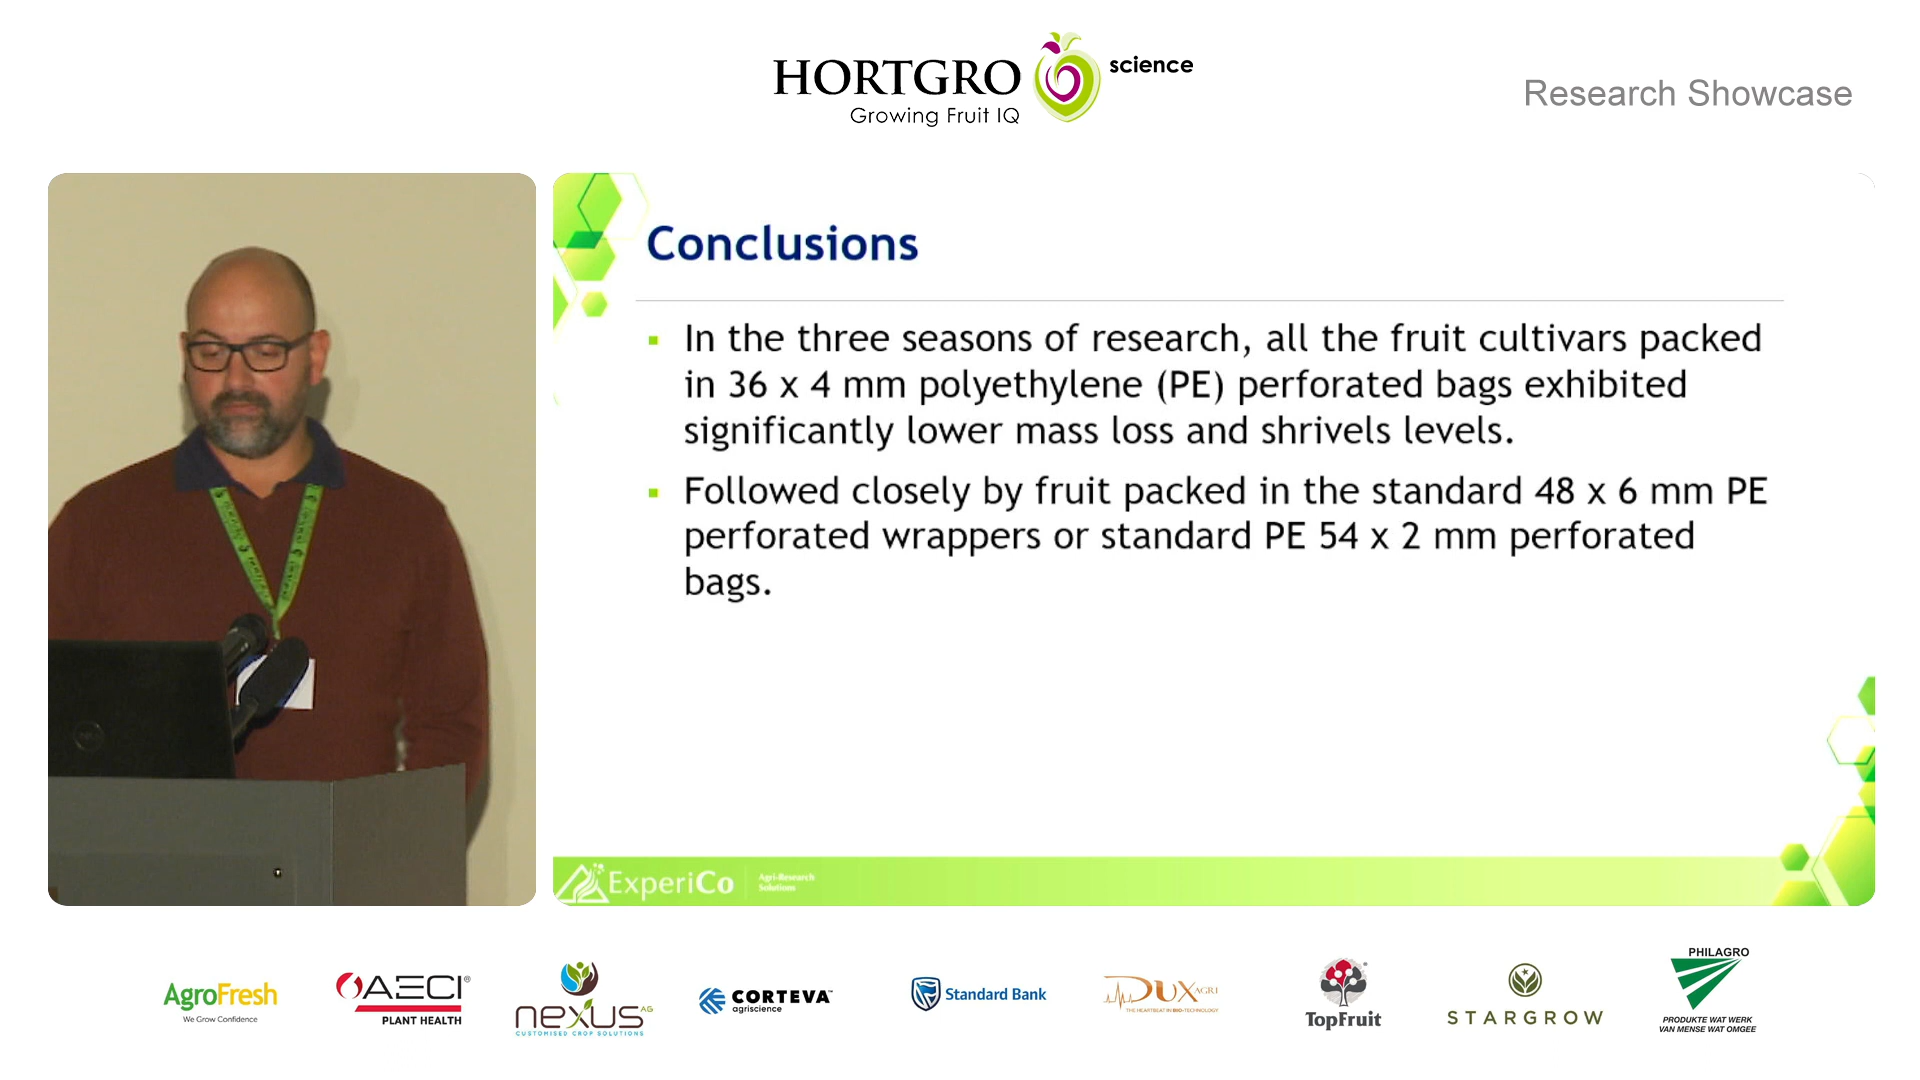 HORTGRO science
Growing Fruit IQ
Research Showcase
Conclusions
In the three seasons of research, all the fruit cultivars packed
in 36 x 4 mm polyethylene (PE) perforated bags exhibited
significantly lower mass loss and shrivels levels.
Followed closely by fruit packed in the standard 48 x 6 mm PE
perforated wrappers or standard PE 54 x 2 mm perforated
bags.
ExperiCo
Agri-Research
Solutions
AgroFresh
We Grow Confidence
AECI®
PLANT HEALTH
nexus AG
CUSTOMISED CROP SOLUTIONS
CORTEVA™
agriscience
Standard Bank
DUX AGRI
THE HEARTBEAT IN BIO-TECHNOLOGY
TopFruit
STARGROW
PHILAGRO
PRODUKTE WAT WERK
VAN MENSE WAT OMGEE